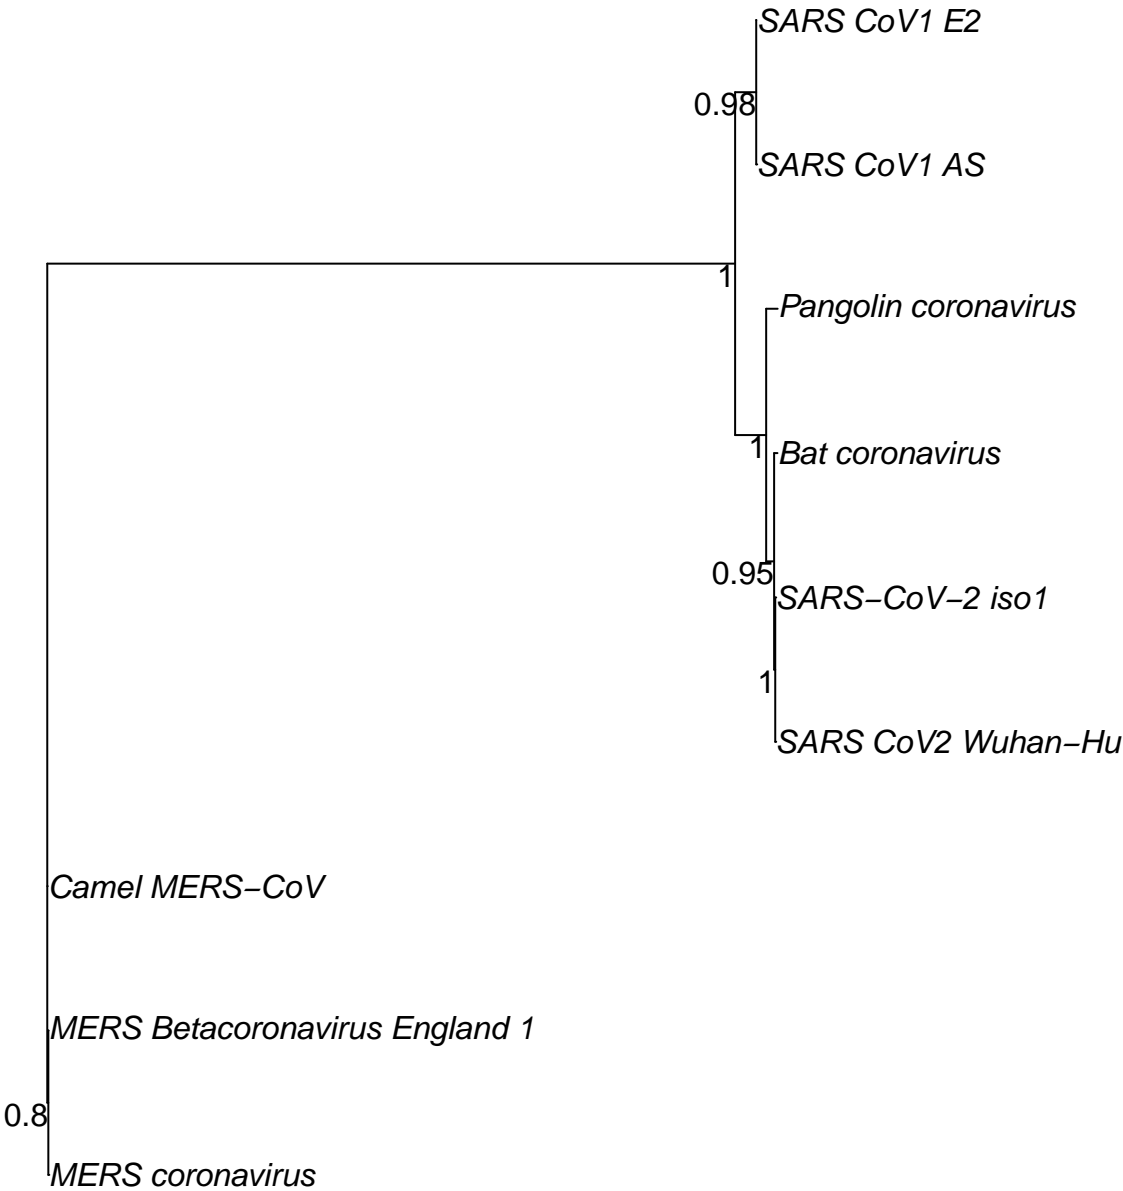 SARS CoV1 E2
0.98
SARS CoV1 AS
1
Pangolin coronavirus
1
Bat coronavirus
0.95
SARS−CoV−2 iso1
1
SARS CoV2 Wuhan−Hu
Camel MERS−CoV
MERS Betacoronavirus England 1
0.8
MERS coronavirus